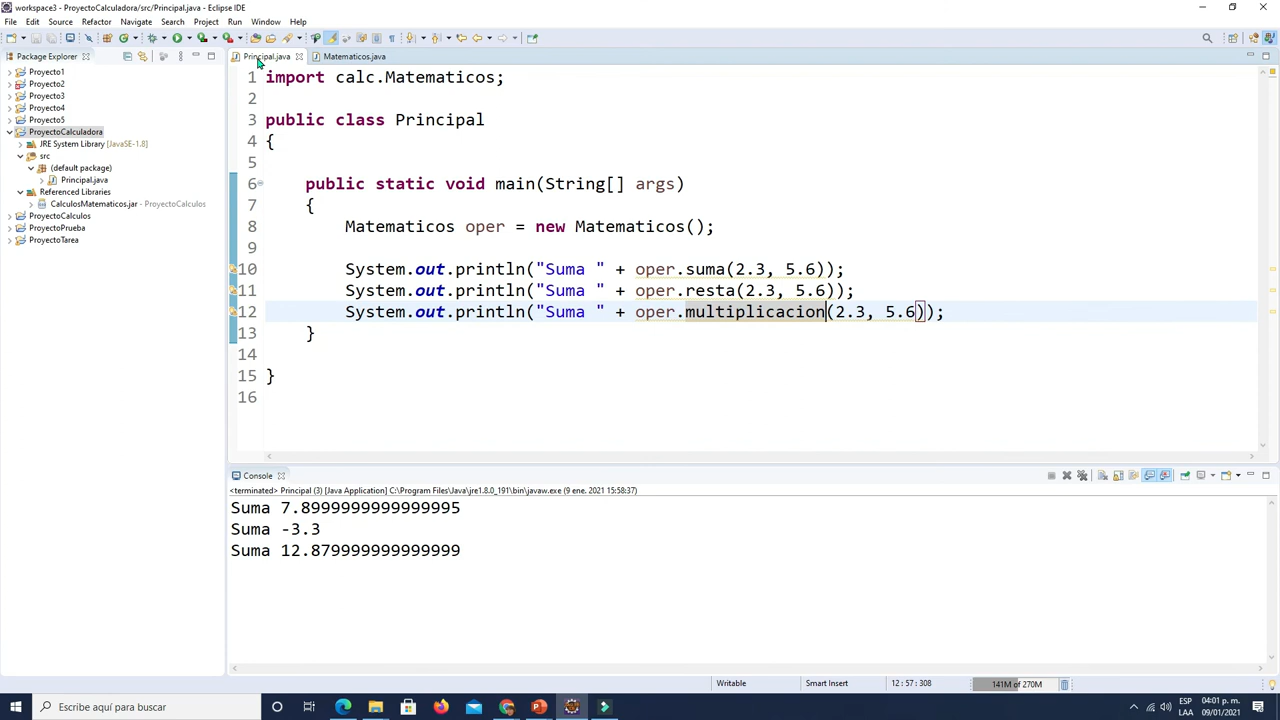 workspace3 - ProyectoCalculadora/src/Principal.java - Eclipse IDE
File Edit Source Refactor Navigate Search Project Run Window Help
Package Explorer
Proyecto1
Proyecto2
Proyecto3
Proyecto4
Proyecto5
ProyectoCalculadora
JRE System Library [JavaSE-1.8]
src
(default package)
Principal.java
Referenced Libraries
CalculosMatematicos.jar - ProyectoCalculos
ProyectoCalculos
ProyectoPrueba
ProyectoTarea
Principal.java Matematicos.java
1 import calc.Matematicos;
2
3 public class Principal
4 {
5
6 public static void main(String[] args)
7 {
8 Matematicos oper = new Matematicos();
9
10 System.out.println("Suma " + oper.suma(2.3, 5.6));
11 System.out.println("Suma " + oper.resta(2.3, 5.6));
12 System.out.println("Suma " + oper.multiplicacion(2.3, 5.6));
13 }
14
15 }
16
Console
<terminated> Principal (3) [Java Application] C:\Program Files\Java\jre1.8.0_191\bin\javaw.exe (9 ene. 2021 15:58:37)
Suma 7.8999999999999995
Suma -3.3
Suma 12.879999999999999
Writable Smart Insert 12 : 57 : 308 141M of 270M
Escribe aquí para buscar
ESP 04:01 p. m.
LAA 09/01/2021